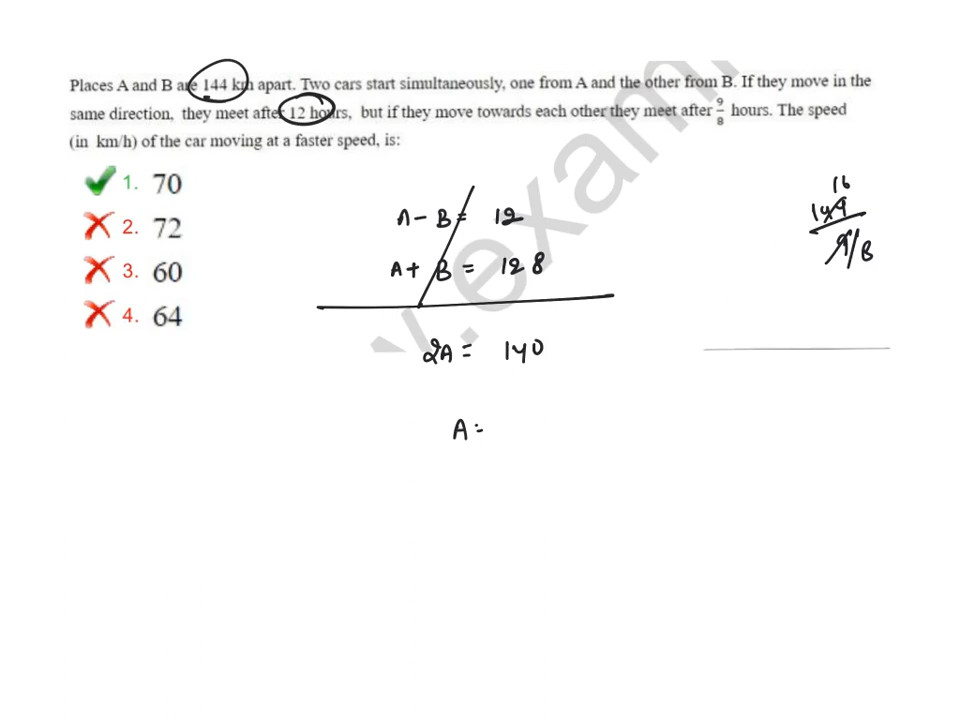 Places A and B are 144 km apart. Two cars start simultaneously, one from A and the other from B. If they move in the
same direction, they meet after 12 hours, but if they move towards each other they meet after 9/8 hours. The speed
(in km/h) of the car moving at a faster speed, is:
1. 70
2. 72
3. 60
4. 64
A - B = 12
A + B = 128
2A = 140
A =
16
144
9/8
.exam